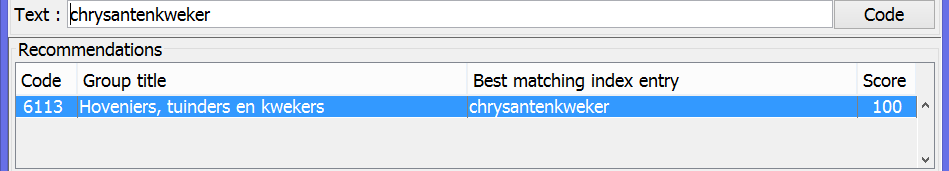 Text : chrysantenkweker Code
Recommendations
Code Group title Best matching index entry Score
6113 Hoveniers, tuinders en kwekers chrysantenkweker 100